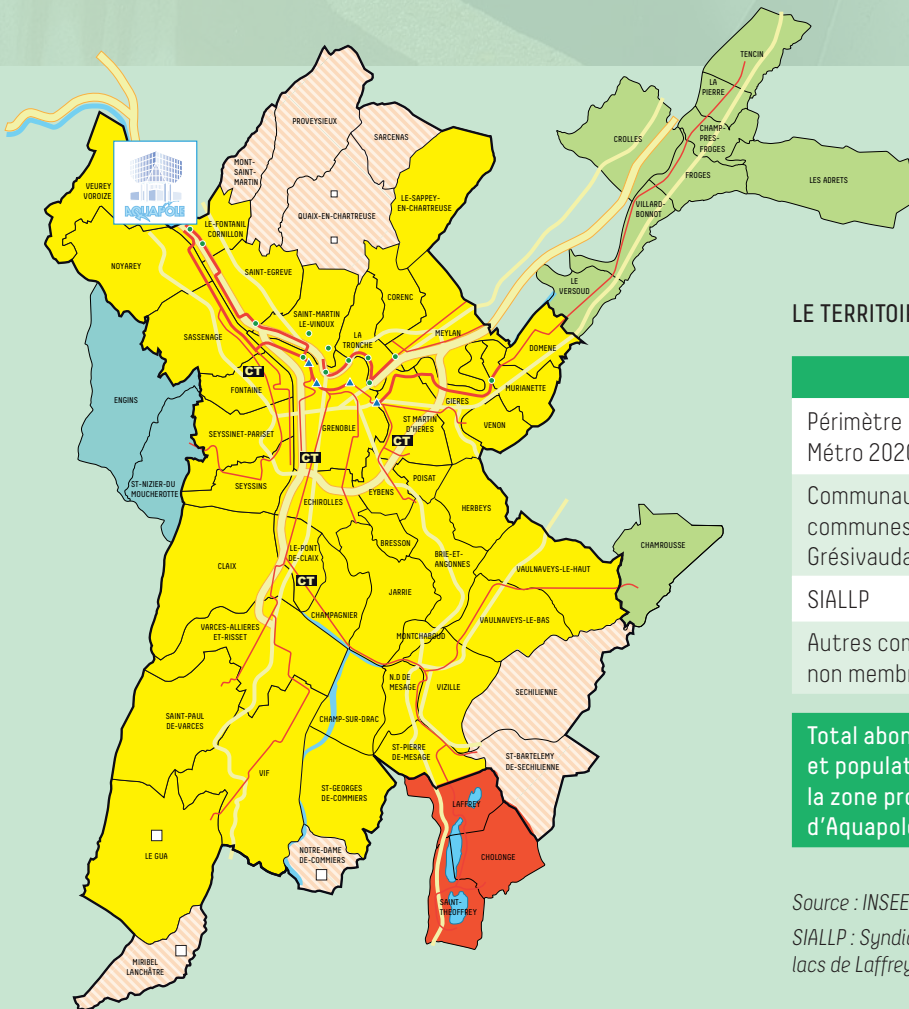 TENCIN
LA
PIERRE
CHAMP-
PRES-
FROGES
CROLLES
FROGES
LES ADRETS
VILLARD-
BONNOT
LE
VERSOUD
PROVEYSIEUX
SARCENAS
MONT-
SAINT-
MARTIN
QUAIX-EN-CHARTREUSE
LE-SAPPEY-
EN-CHARTREUSE
VEUREY
VOROIZE
AQUAPÔLE
LE-FONTANIL
CORNILLON
NOYAREY
SAINT-EGREVE
CORENC
SAINT-MARTIN
LE-VINOUX
LA
TRONCHE
MEYLAN
SASSENAGE
DOMENE
MURIANETTE
CT
FONTAINE
GIERES
ENGINS
VENON
ST MARTIN
D'HERES
CT
GRENOBLE
SEYSSINET-PARISET
CT
SEYSSINS
POISAT
EYBENS
ST-NIZIER-DU
MOUCHEROTTE
ECHIROLLES
HERBEYS
BRESSON
BRIE-ET-
ANGONNES
LE-PONT
DE-CLAIX
CT
CLAIX
VAULNAVEYS-LE-HAUT
CHAMROUSSE
JARRIE
CHAMPAGNIER
VAULNAVEYS-LE-BAS
VARCES-ALLIERES
ET-RISSET
MONTCHABOUD
N.D DE
MESAGE
VIZILLE
SECHILIENNE
SAINT-PAUL
DE-VARCES
CHAMP-SUR-DRAC
ST-PIERRE
DE-MESAGE
ST-BARTELEMY
DE-SECHILIENNE
VIF
ST-GEORGES
DE-COMMIERS
LAFFREY
LE GUA
NOTRE-DAME
DE-COMMIERS
CHOLONGE
SAINT-
THEOFFREY
MIRIBEL
LANCHÂTRE
LE TERRITOI
Périmètre
Métro 202
Communau
communes
Grésivauda
SIALLP
Autres con
non membr
Total abon
et populat
la zone pro
d'Aquapole
Source : INSEE
SIALLP : Syndic
lacs de Laffrey